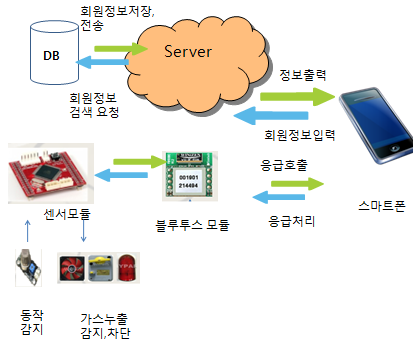 회원정보저장,
전송
DB
Server
회원정보
검색 요청
정보출력
회원정보입력
응급호출
001901
214494
센서모듈
블루투스 모듈
응급처리
스마트폰
동작
감지
가스누출
감지,차단